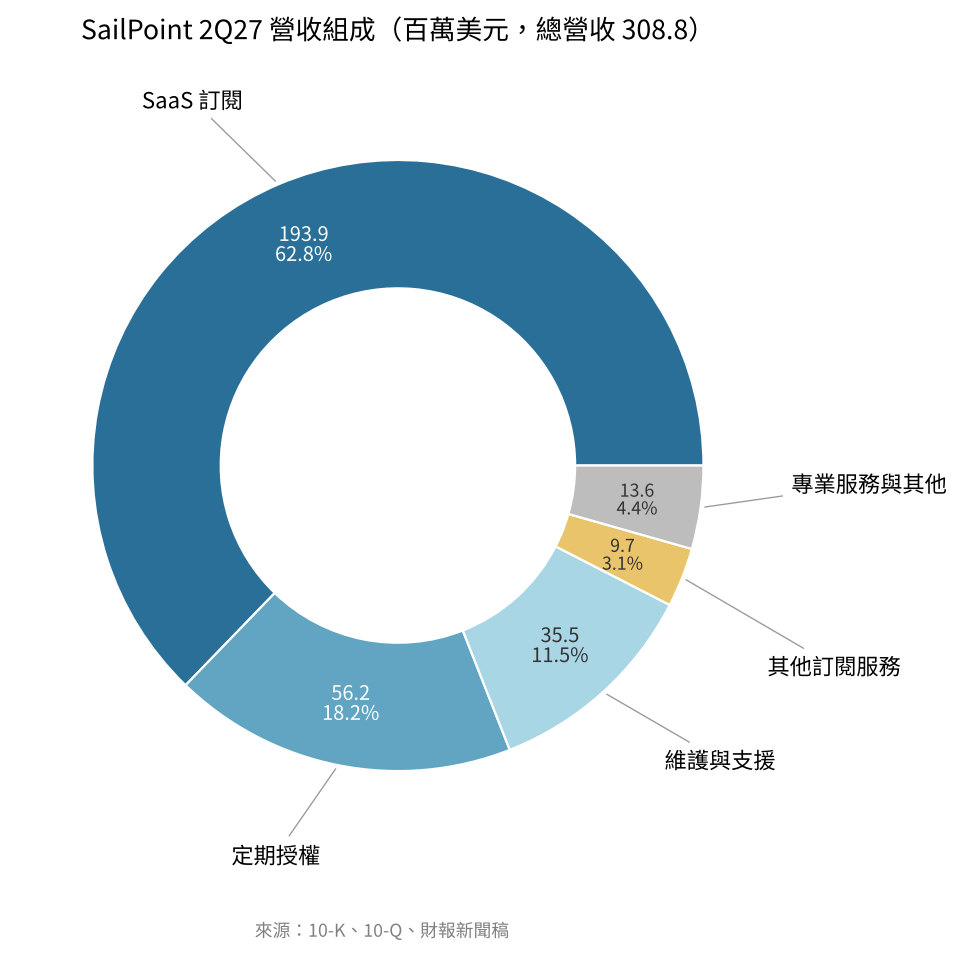 SailPoint 2Q27 營收組成（百萬美元，總營收 308.8）
SaaS 訂閱
193.9
62.8%
專業服務與其他
13.6
4.4%
9.7
3.1%
其他訂閱服務
35.5
11.5%
56.2
18.2%
維護與支援
定期授權
來源：10-K、10-Q、財報新聞稿